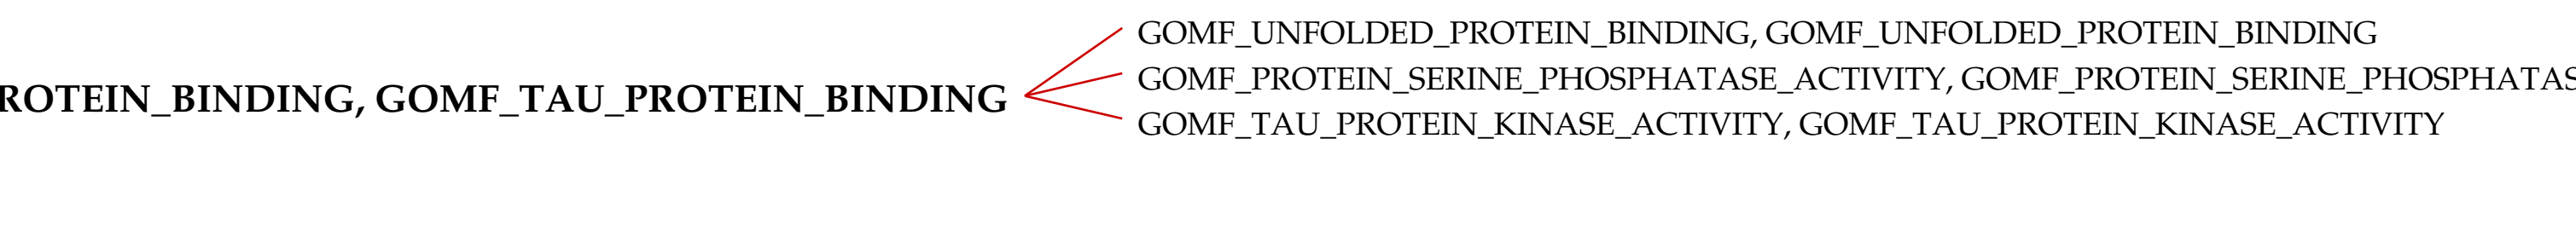 ROTEIN_BINDING, GOMF_TAU_PROTEIN_BINDING
GOMF_UNFOLDED_PROTEIN_BINDING, GOMF_UNFOLDED_PROTEIN_BINDING
GOMF_PROTEIN_SERINE_PHOSPHATASE_ACTIVITY, GOMF_PROTEIN_SERINE_PHOSPHATAS
GOMF_TAU_PROTEIN_KINASE_ACTIVITY, GOMF_TAU_PROTEIN_KINASE_ACTIVITY